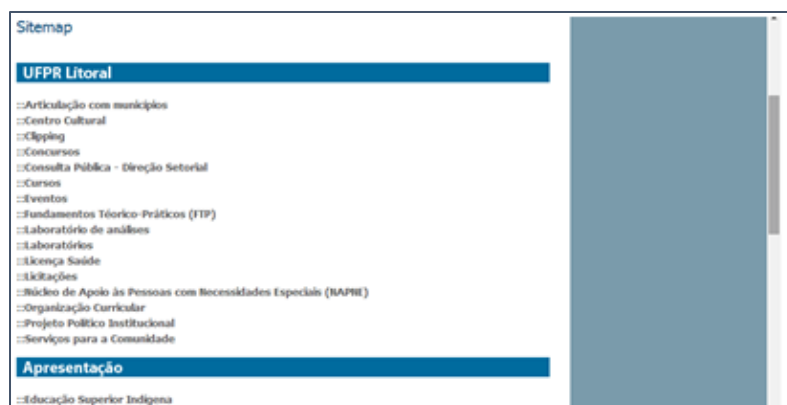 Sitemap
UFPR Litoral
:::Articulação com municípios
:::Centro Cultural
:::Clipping
:::Concursos
:::Consulta Pública - Direção Setorial
:::Cursos
:::Eventos
:::Fundamentos Téorico-Práticos (FTP)
:::Laboratório de análises
:::Laboratórios
:::Licença Saúde
:::Licitações
:::Núcleo de Apoio às Pessoas com Necessidades Especiais (NAPNE)
:::Organização Curricular
:::Projeto Político Institucional
:::Serviços para a Comunidade
Apresentação
:::Educação Superior Indígena